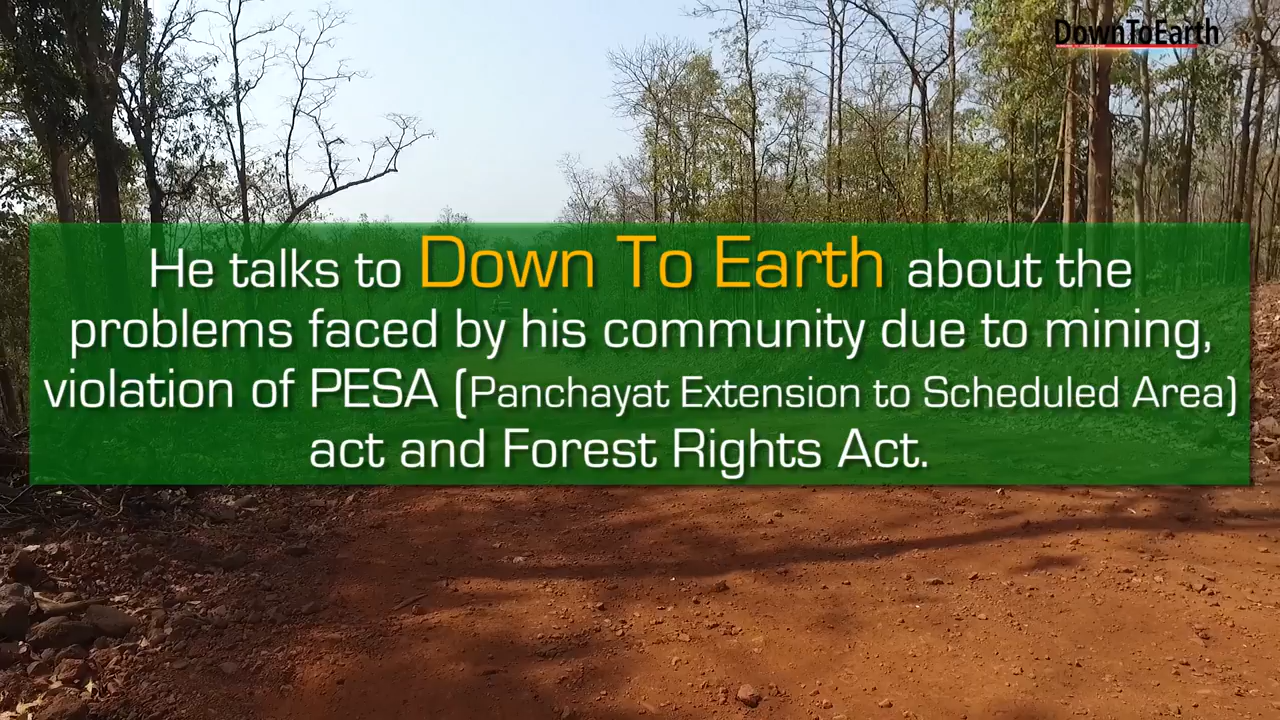 DownToEarth
He talks to Down To Earth about the
problems faced by his community due to mining,
violation of PESA (Panchayat Extension to Scheduled Area)
act and Forest Rights Act.